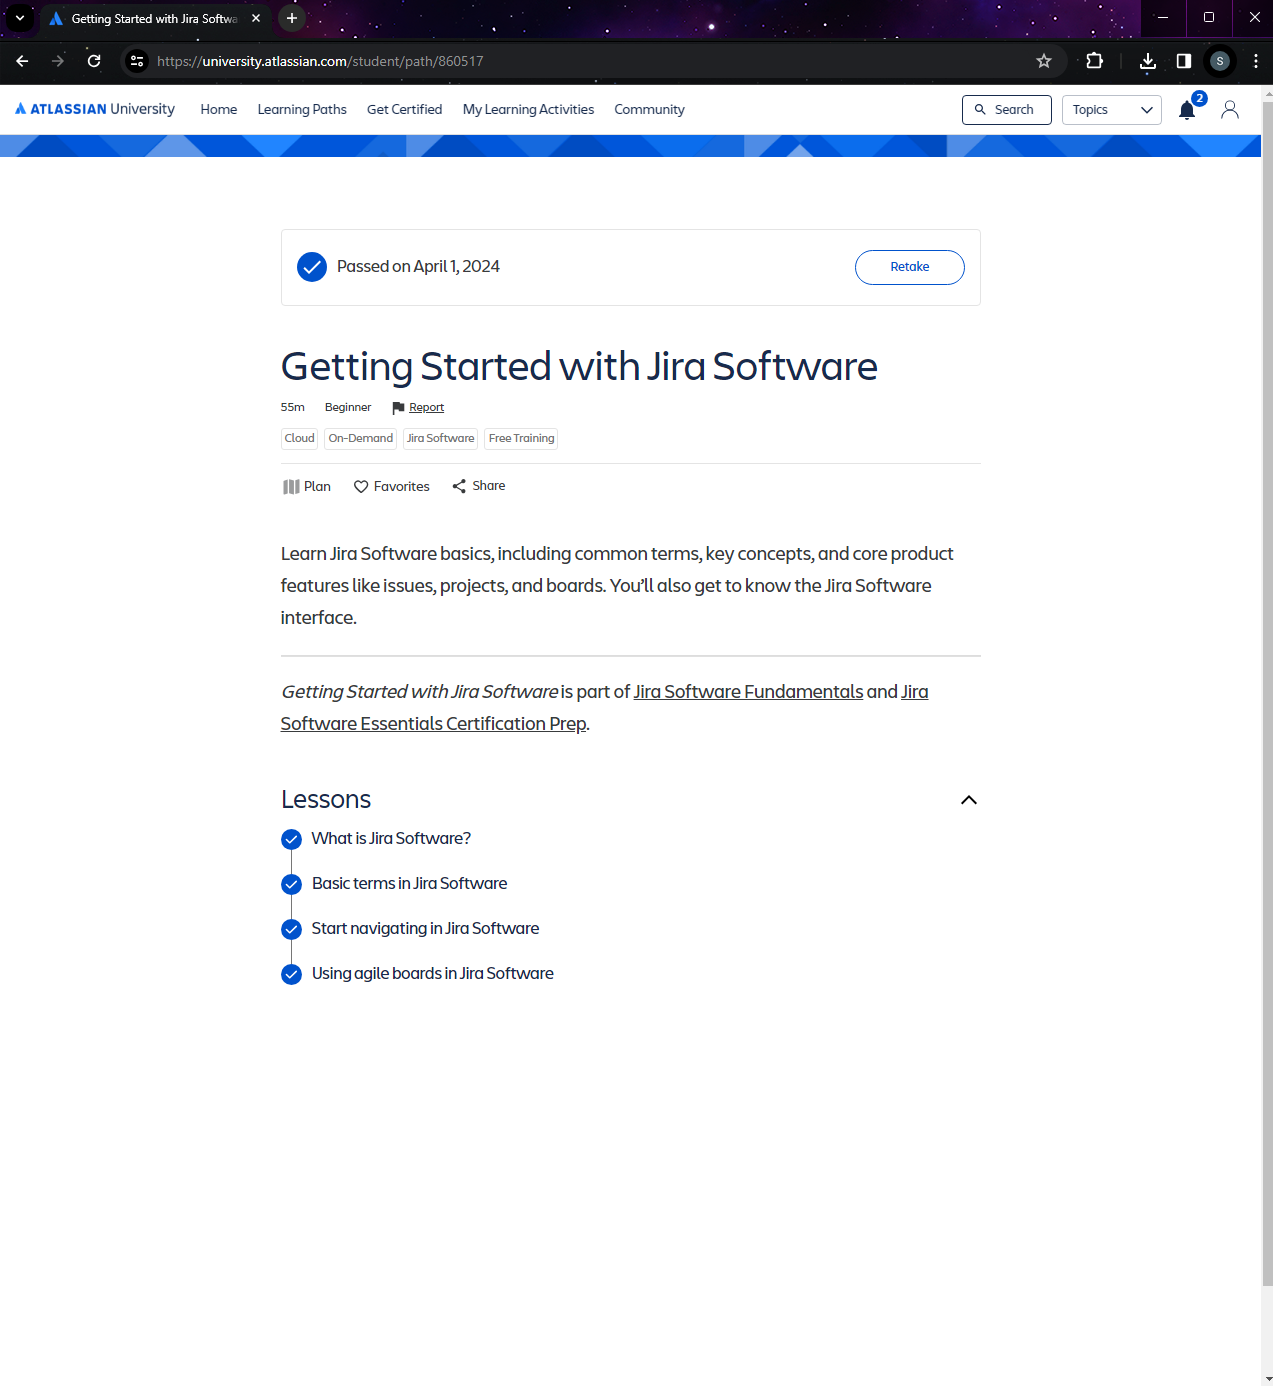 Getting Started with Jira Softwa
https://university.atlassian.com/student/path/860517
S
ATLASSIAN University
Home
Learning Paths
Get Certified
My Learning Activities
Community
Search
Topics
2
Passed on April 1, 2024
Retake
Getting Started with Jira Software
55m
Beginner
Report
Cloud
On-Demand
Jira Software
Free Training
Plan
Favorites
Share
Learn Jira Software basics, including common terms, key concepts, and core product
features like issues, projects, and boards. You’ll also get to know the Jira Software
interface.
Getting Started with Jira Software is part of Jira Software Fundamentals and Jira
Software Essentials Certification Prep.
Lessons
What is Jira Software?
Basic terms in Jira Software
Start navigating in Jira Software
Using agile boards in Jira Software